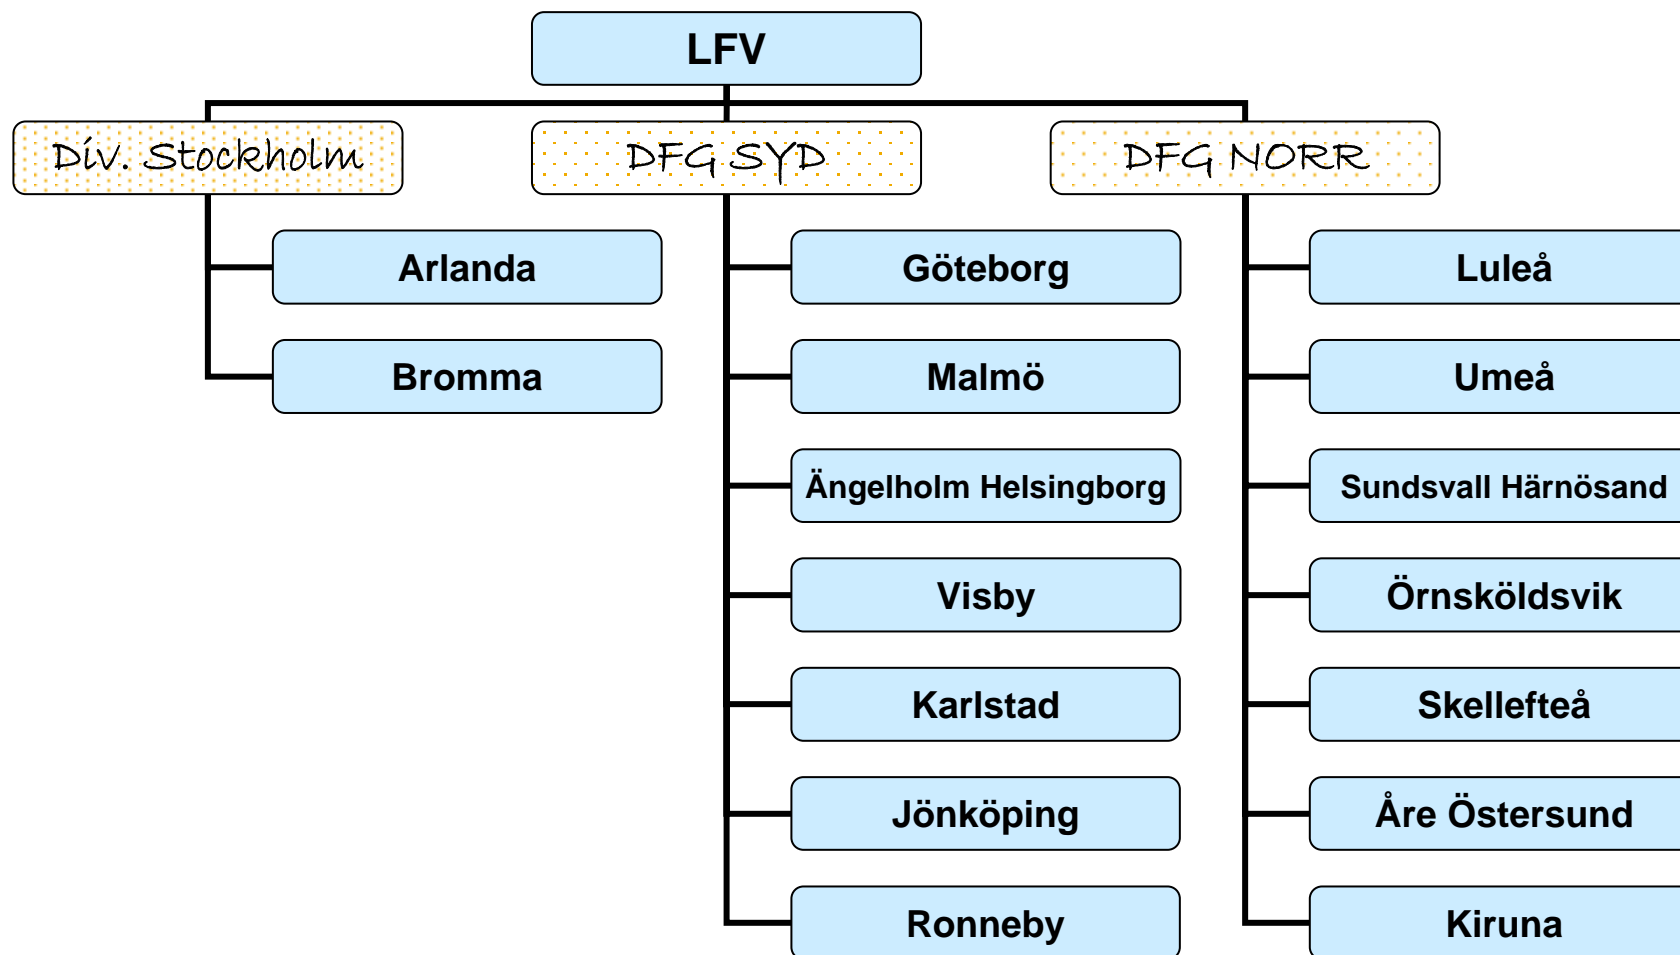 LFV
Div. Stockholm
DFG SYD
DFG NORR
Arlanda
Bromma
Göteborg
Malmö
Ängelholm Helsingborg
Visby
Karlstad
Jönköping
Ronneby
Luleå
Umeå
Sundsvall Härnösand
Örnsköldsvik
Skellefteå
Åre Östersund
Kiruna